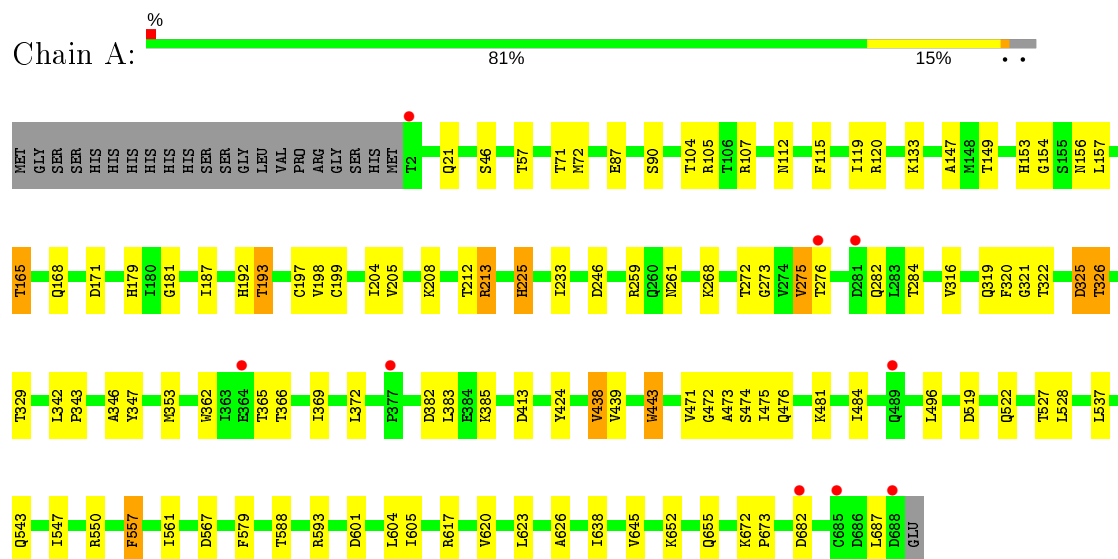 %
Chain A:
81% 15% • •
MET GLY SER SER HIS HIS HIS HIS HIS HIS SER SER GLY LEU VAL PRO ARG GLY SER HIS MET T2 Q21 S46 T57 T71 M72 E87 S90 T104 R105 T106 R107 N112 F115 I119 R120 K133 A147 M148 T149 H153 G154 S155 N156 L157
T165 Q168 D171 H179 I180 G181 I187 H192 T193 C197 V198 C199 I204 V205 K208 T212 R213 H225 I233 D246 R259 Q260 N261 K268 T272 G273 V274 V275 T276 D281 Q282 L283 T284 V316 Q319 F320 G321 T322 D325 T326
T329 L342 P343 A346 Y347 M353 W362 I363 E364 T365 T366 I369 L372 P377 D382 L383 E384 K385 D413 Y424 V438 V439 W443 V471 G472 A473 S474 I475 Q476 K481 I484 Q489 L496 D519 Q522 T527 L528 L537
Q543 I547 R550 F557 I561 D567 F579 T588 R593 D601 L604 I605 R617 V620 L623 A626 I638 V645 K652 Q655 K672 P673 D682 C685 D686 L687 D688 GLU